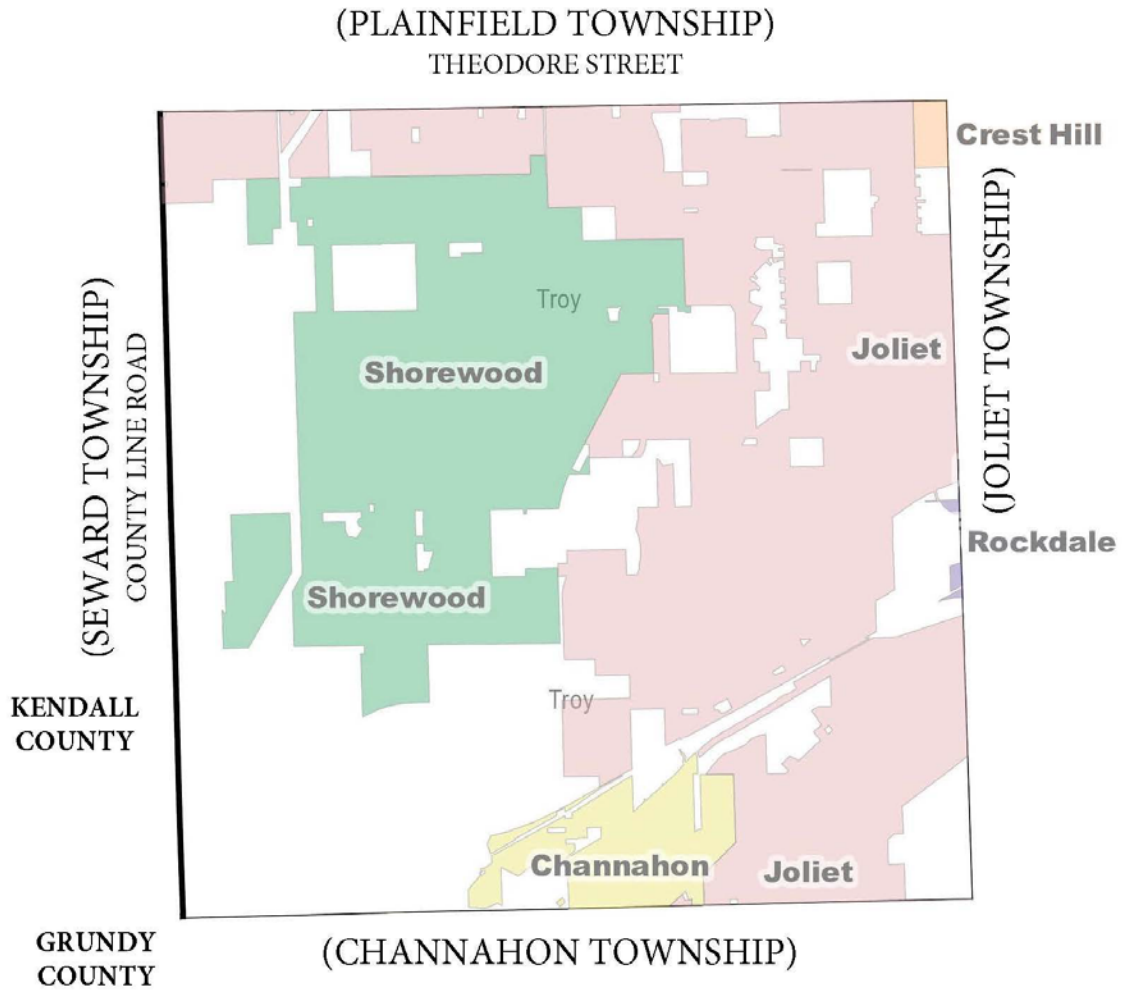 (PLAINFIELD TOWNSHIP)
THEODORE STREET
Crest Hill
(JOLIET TOWNSHIP)
Troy
Joliet
Shorewood
(SEWARD TOWNSHIP)
COUNTY LINE ROAD
Rockdale
Shorewood
Troy
KENDALL
COUNTY
Channahon
Joliet
GRUNDY
COUNTY
(CHANNAHON TOWNSHIP)